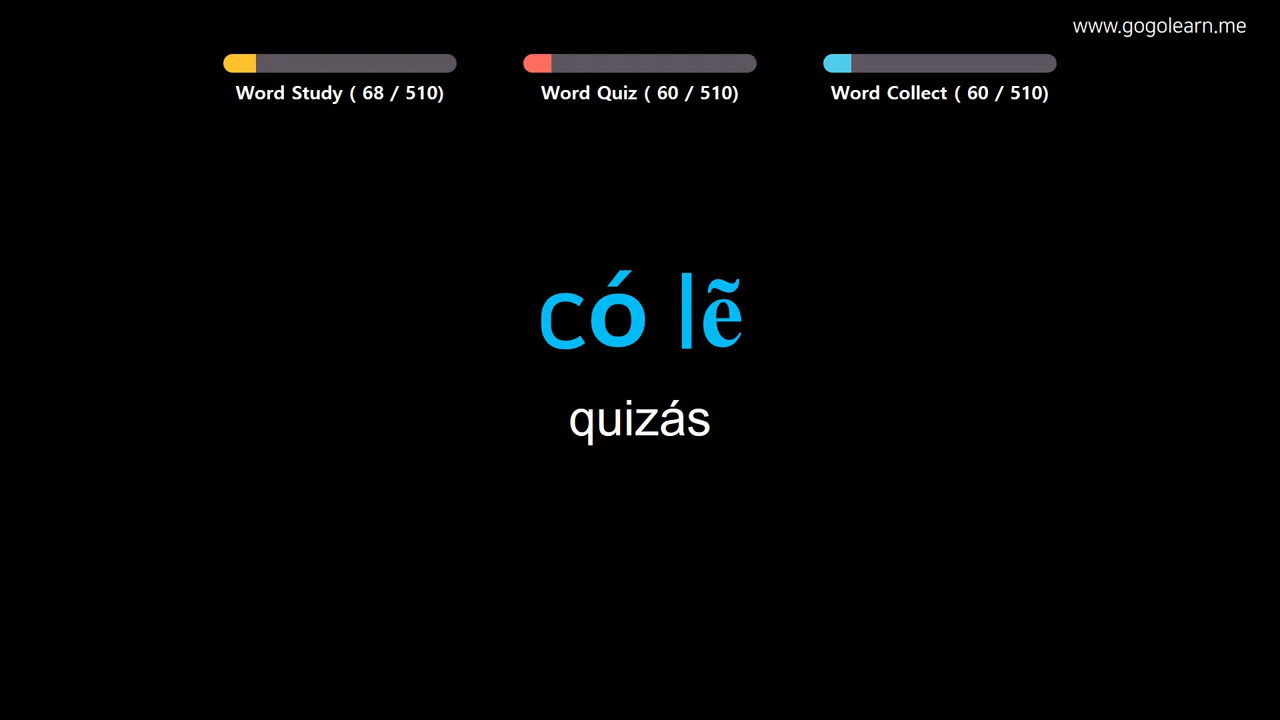 www.gogolearn.me
Word Study ( 68 / 510)
Word Quiz ( 60 / 510)
Word Collect ( 60 / 510)
có lẽ
quizás